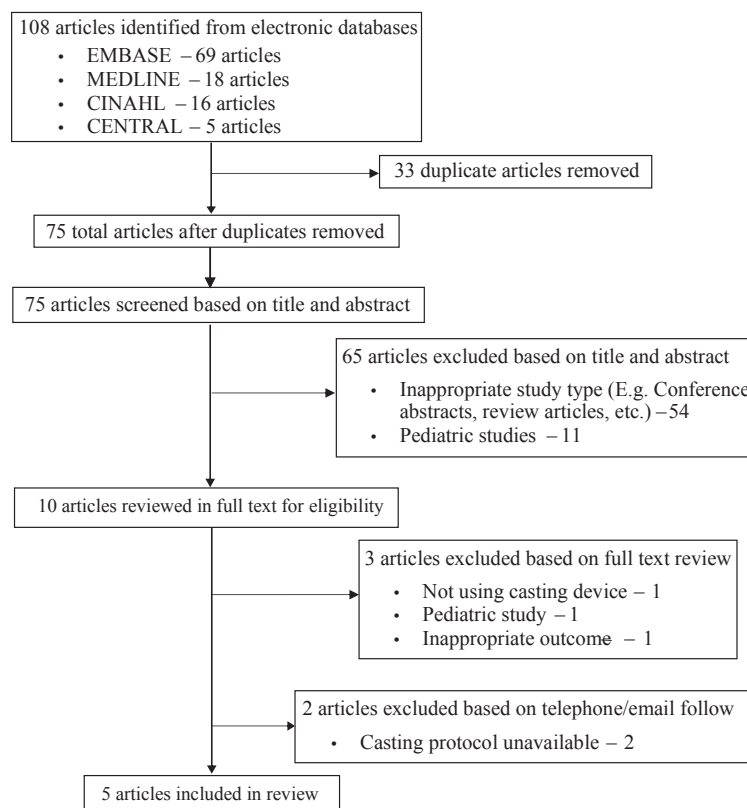 108 articles identified from electronic databases
• EMBASE – 69 articles
• MEDLINE – 18 articles
• CINAHL – 16 articles
• CENTRAL – 5 articles
33 duplicate articles removed
75 total articles after duplicates removed
75 articles screened based on title and abstract
65 articles excluded based on title and abstract
• Inappropriate study type (E.g. Conference
abstracts, review articles, etc.) – 54
• Pediatric studies – 11
10 articles reviewed in full text for eligibility
3 articles excluded based on full text review
• Not using casting device – 1
• Pediatric study – 1
• Inappropriate outcome – 1
2 articles excluded based on telephone/email follow
• Casting protocol unavailable – 2
5 articles included in review